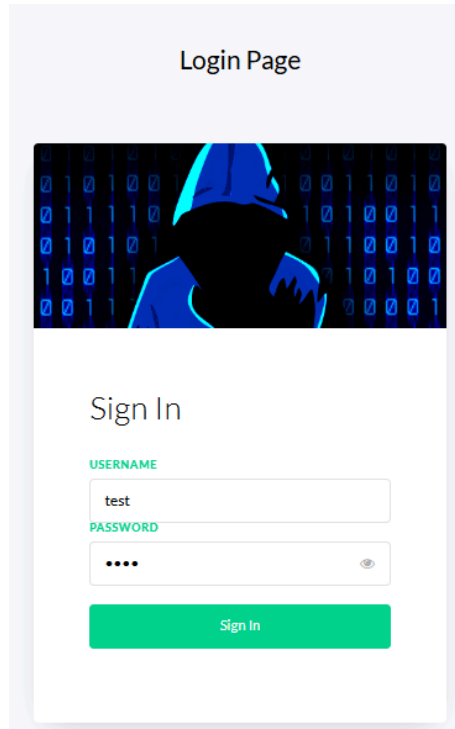 Login Page
Sign In
USERNAME
test
PASSWORD
••••
Sign In